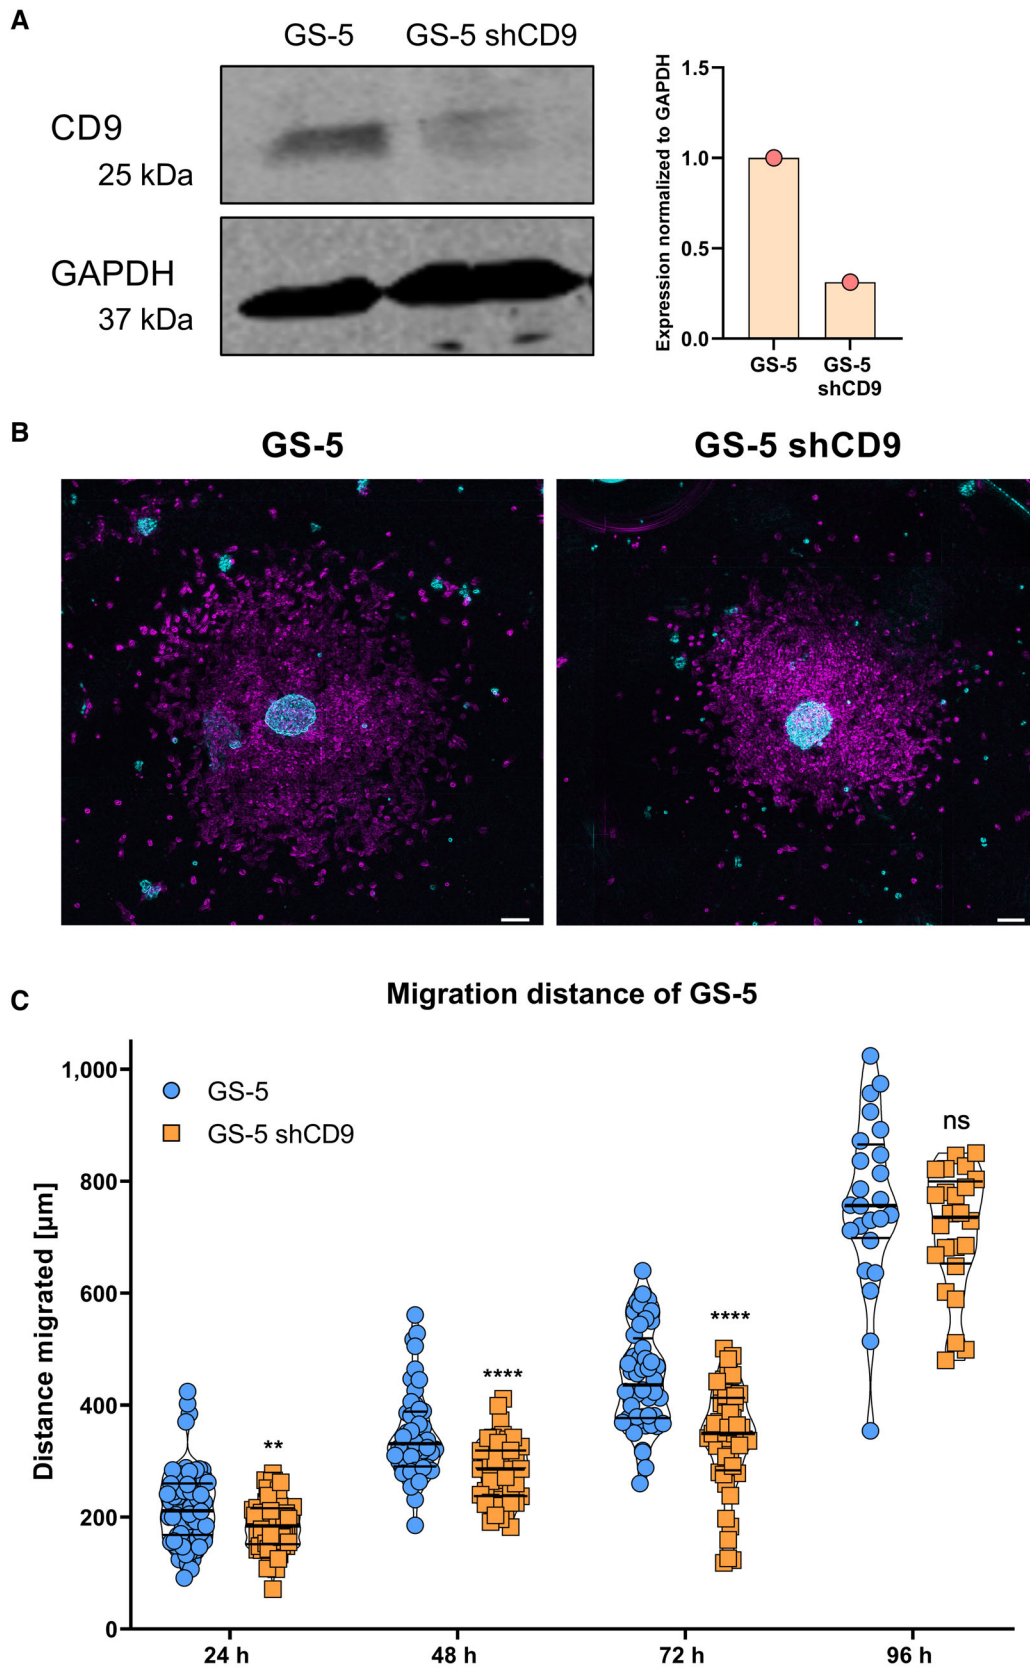 A
GS-5 GS-5 shCD9
CD9
25 kDa
GAPDH
37 kDa
Expression normalized to GAPDH
1.5
1.0
0.5
0.0
GS-5 GS-5
shCD9
B
GS-5 GS-5 shCD9
C
Migration distance of GS-5
Distance migrated [µm]
1,000
800
600
400
200
0
GS-5
GS-5 shCD9
**
****
****
ns
24 h 48 h 72 h 96 h